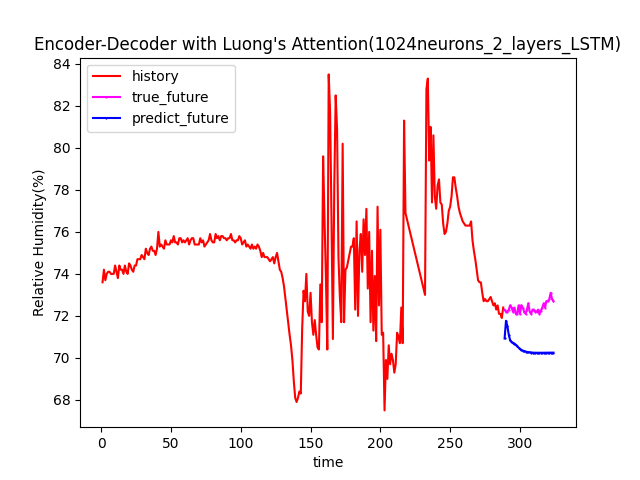 Encoder-Decoder with Luong's Attention(1024neurons_2_layers_LSTM)
history
true_future
predict_future
Relative Humidity(%)
84
82
80
78
76
74
72
70
68
0 50 100 150 200 250 300
time